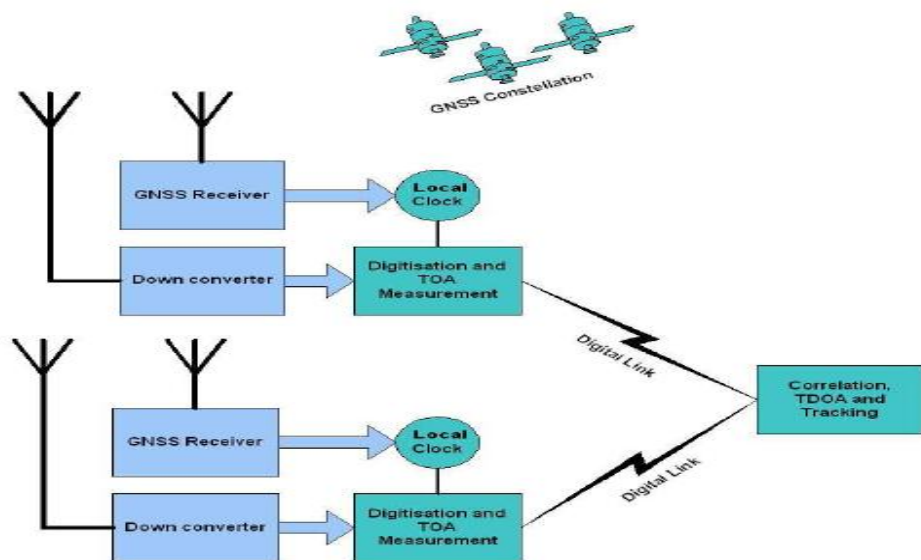 GNSS Constellation
GNSS Receiver
Local
Clock
Down converter
Digitisation and
TOA
Measurement
Digital Link
Correlation,
TDOA and
Tracking
GNSS Receiver
Local
Clock
Down converter
Digitisation and
TOA
Measurement
Digital Link